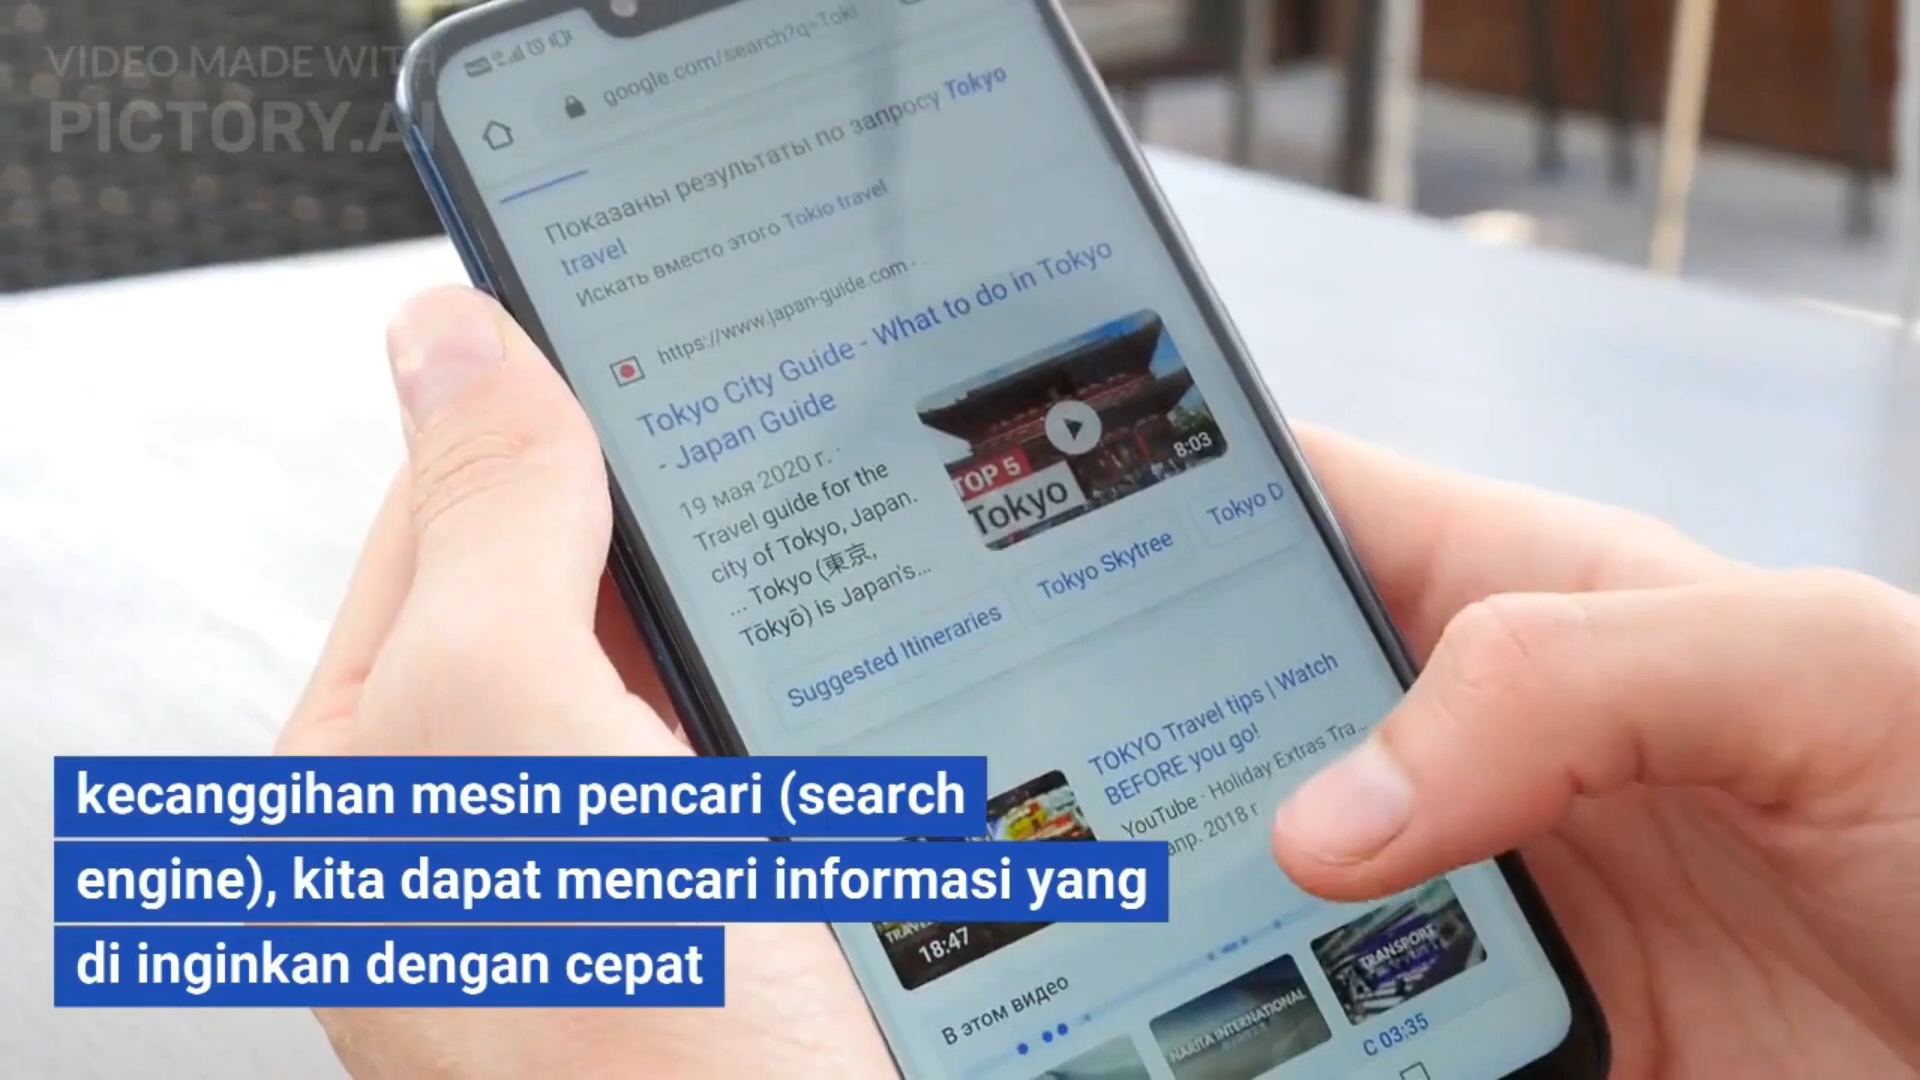 VIDEO MADE WITH
PICTORY.AI
google.com/search?q=Toki
Показаны результаты по запросу Tokyo
travel
Искать вместо этого Tokio travel
https://www.japan-guide.com › ...
Tokyo City Guide - What to do in Tokyo
- Japan Guide
19 мая 2020 г. ·
Travel guide for the
city of Tokyo, Japan.
... Tokyo (東京,
Tōkyō) is Japan's...
TOP 5
Tokyo
8:03
Suggested Itineraries
Tokyo Skytree
Tokyo D
TOKYO Travel tips | Watch
BEFORE you go!
YouTube · Holiday Extras Tra...
апр. 2018 г.
18:47
В этом видео
NARITA INTERNATIONAL
TRANSPORT
С 03:35
kecanggihan mesin pencari (search
engine), kita dapat mencari informasi yang
di inginkan dengan cepat